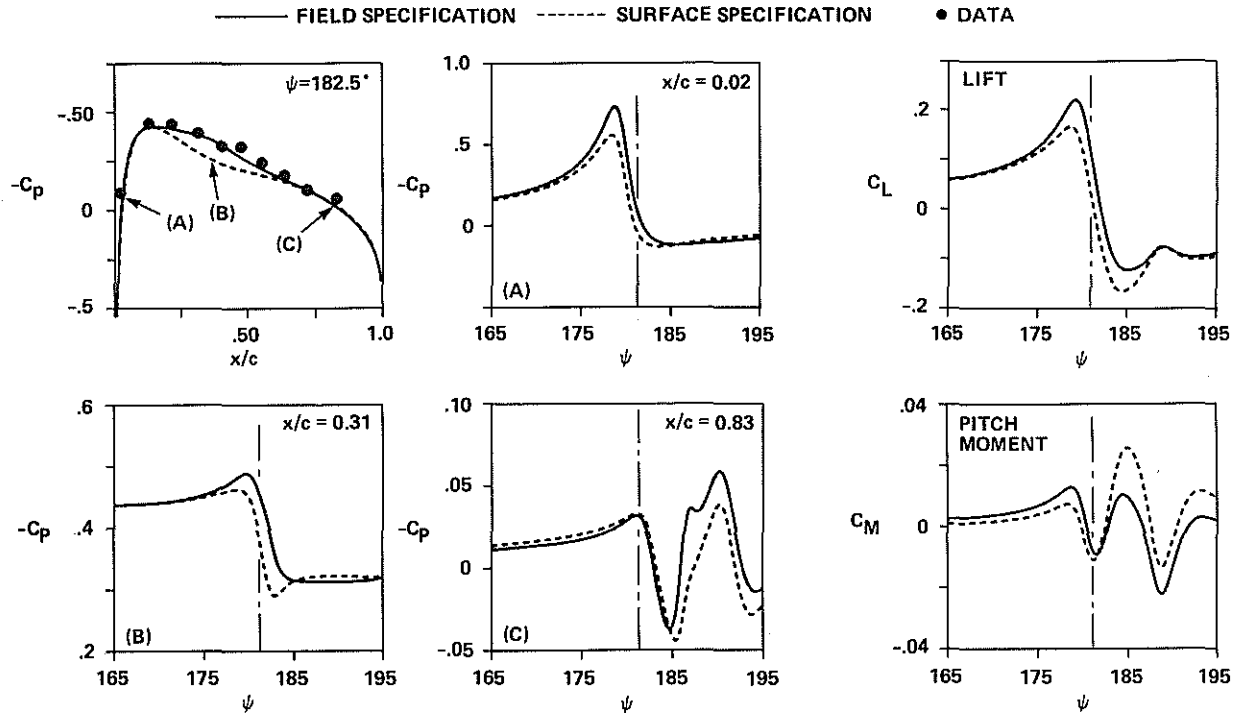 FIELD SPECIFICATION SURFACE SPECIFICATION DATA
ψ=182.5°
-.50
-Cp
0
-.5
(A)
(B)
(C)
.50
1.0
x/c
1.0
.5
-Cp
0
x/c = 0.02
(A)
165
175
185
195
ψ
LIFT
.2
CL
0
-.2
165
175
185
195
ψ
.6
-Cp
.4
.2
x/c = 0.31
(B)
165
175
185
195
ψ
.10
.05
-Cp
0
-.05
x/c = 0.83
(C)
165
175
185
195
ψ
PITCH
MOMENT
.04
CM
0
-.04
165
175
185
195
ψ